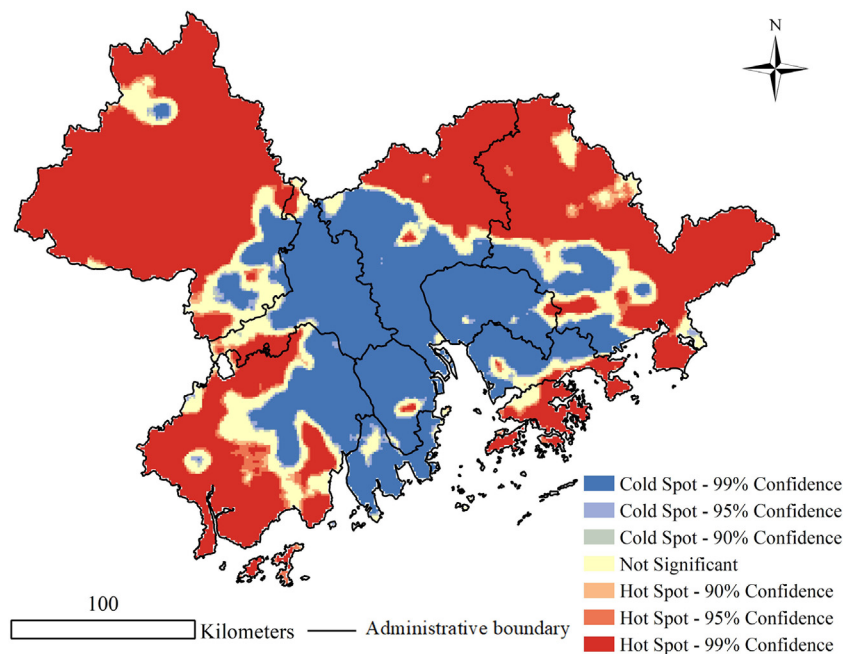 N
Cold Spot - 99% Confidence
Cold Spot - 95% Confidence
Cold Spot - 90% Confidence
Not Significant
Hot Spot - 90% Confidence
Hot Spot - 95% Confidence
Hot Spot - 99% Confidence
100
Kilometers
Administrative boundary